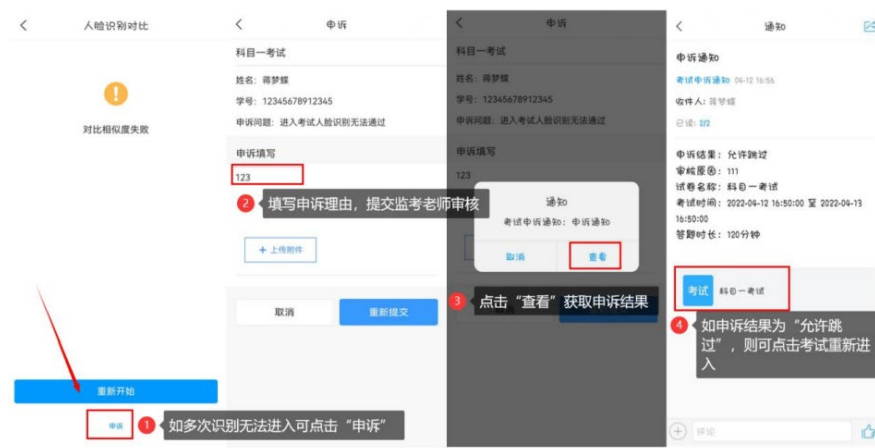 人脸识别对比
对比相似度失败
重新开始
申诉
1 如多次识别无法进入可点击“申诉”
申诉
科目一考试
姓名：蒋梦蝶
学号：12345678912345
申诉问题：进入考试人脸识别无法通过
申诉填写
123
2 填写申诉理由，提交监考老师审核
+ 上传附件
取消
重新提交
申诉
科目一考试
姓名：蒋梦蝶
学号：12345678912345
申诉问题：进入考试人脸识别无法通过
申诉填写
123
通知
考试申诉通知：申诉通知
取消
查看
3 点击“查看”获取申诉结果
通知
申诉通知
考试申诉通知 04-12 16:56
收件人：蒋梦蝶
已读：2/2
申诉结果：允许跳过
审核原因：111
试卷名称：科目一考试
考试时间：2022-04-12 16:50:00 至 2022-04-13
16:50:00
答题时长：120分钟
考试 科目一考试
4 如申诉结果为“允许跳
过”，则可点击考试重新进
入
评论